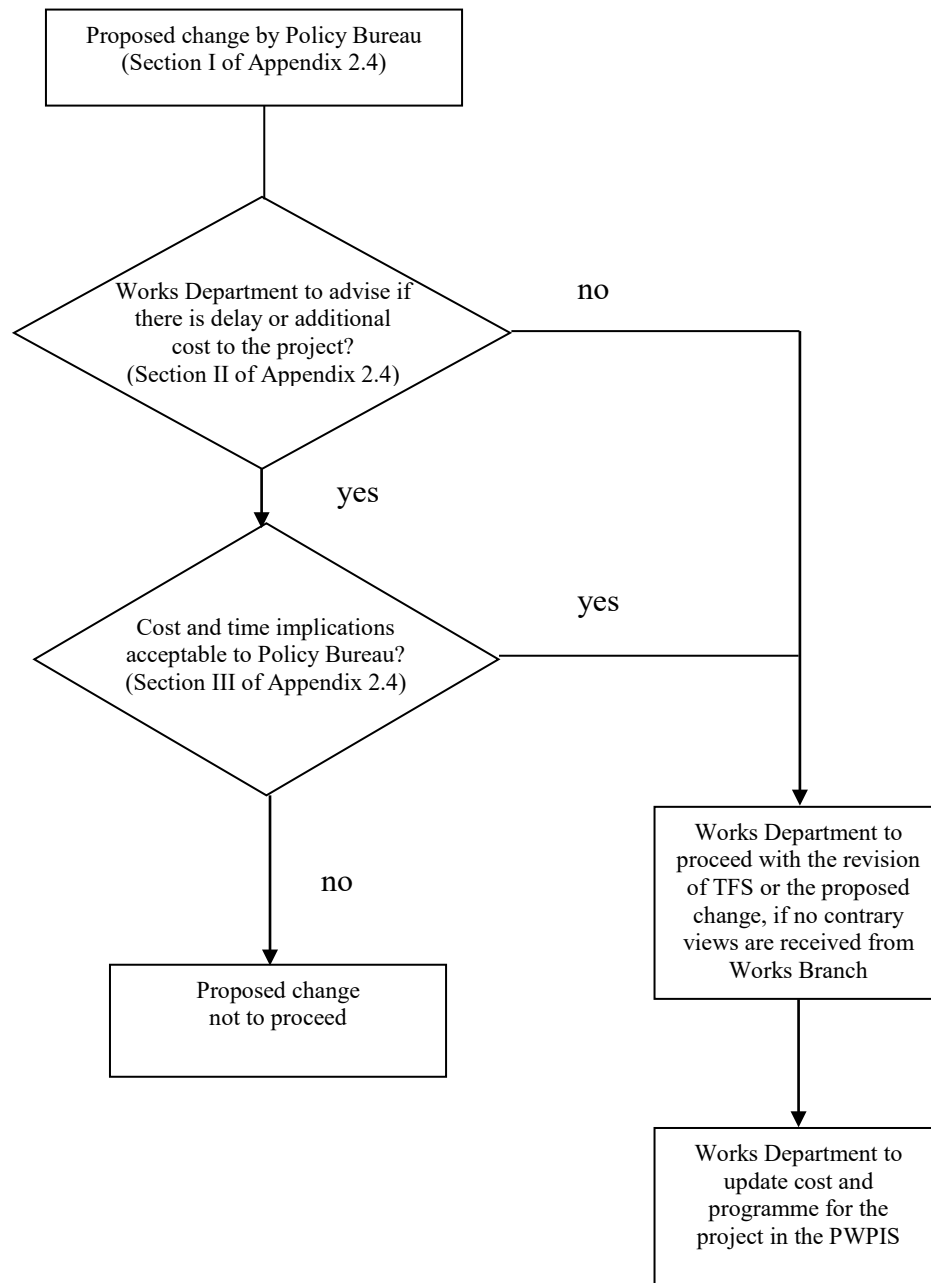 Proposed change by Policy Bureau
(Section I of Appendix 2.4)
Works Department to advise if
there is delay or additional
cost to the project?
(Section II of Appendix 2.4)
no
yes
Cost and time implications
acceptable to Policy Bureau?
(Section III of Appendix 2.4)
yes
no
Proposed change
not to proceed
Works Department to
proceed with the revision
of TFS or the proposed
change, if no contrary
views are received from
Works Branch
Works Department to
update cost and
programme for the
project in the PWPIS